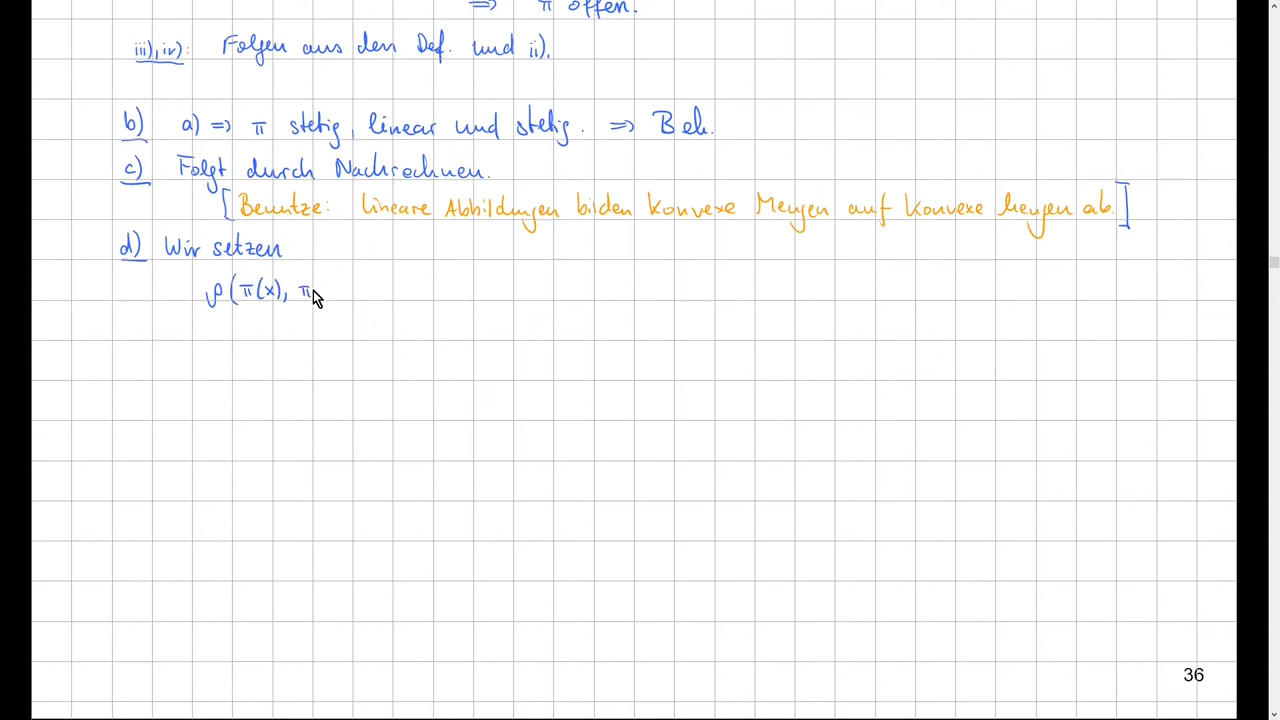 ⇒ π offen.
iii), iv): Folgen aus den Def. und ii).
b) a) ⇒ π stetig, linear und stetig. ⇒ Beh.
c) Folgt durch Nachrechnen.
[Benutze: Lineare Abbildungen bilden konvexe Mengen auf konvexe Mengen ab.]
d) Wir setzen
ρ(π(x), π
36